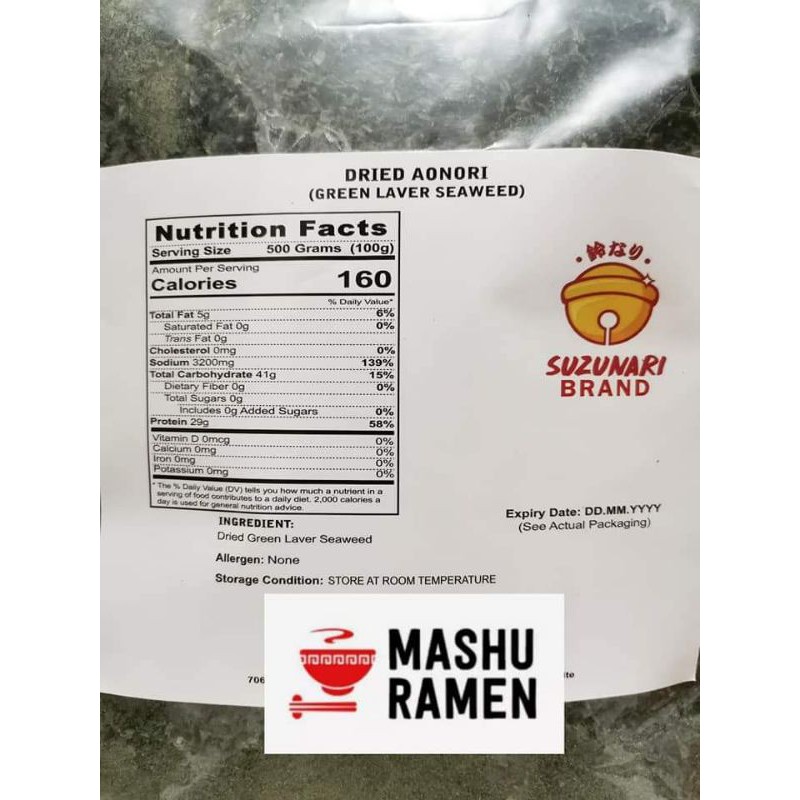 DRIED AONORI
(GREEN LAVER SEAWEED)
Nutrition Facts
Serving Size 500 Grams (100g)
Amount Per Serving
Calories 160
% Daily Value*
Total Fat 5g 6%
Saturated Fat 0g 0%
Trans Fat 0g
Cholesterol 0mg 0%
Sodium 3200mg 139%
Total Carbohydrate 41g 15%
Dietary Fiber 0g 0%
Total Sugars 0g
Includes 0g Added Sugars 0%
Protein 29g 58%
Vitamin D 0mcg 0%
Calcium 0mg 0%
Iron 0mg 0%
Potassium 0mg 0%
* The % Daily Value (DV) tells you how much a nutrient in a
serving of food contributes to a daily diet. 2,000 calories a
day is used for general nutrition advice.
・鈴なり・
SUZUNARI
BRAND
Expiry Date: DD.MM.YYYY
(See Actual Packaging)
INGREDIENT:
Dried Green Laver Seaweed
Allergen: None
Storage Condition: STORE AT ROOM TEMPERATURE
706
MASHU
RAMEN